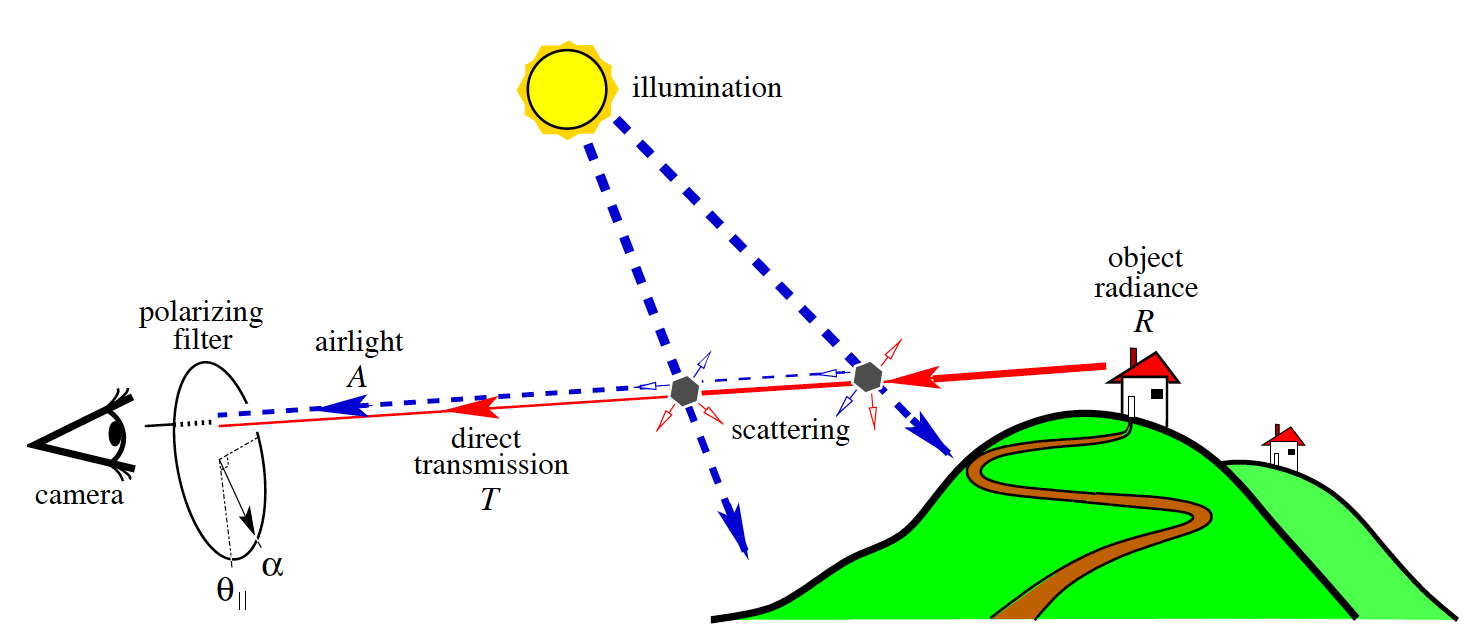 illumination
object
radiance
R
polarizing
filter
airlight
A
scattering
direct
transmission
T
camera
α
θ||